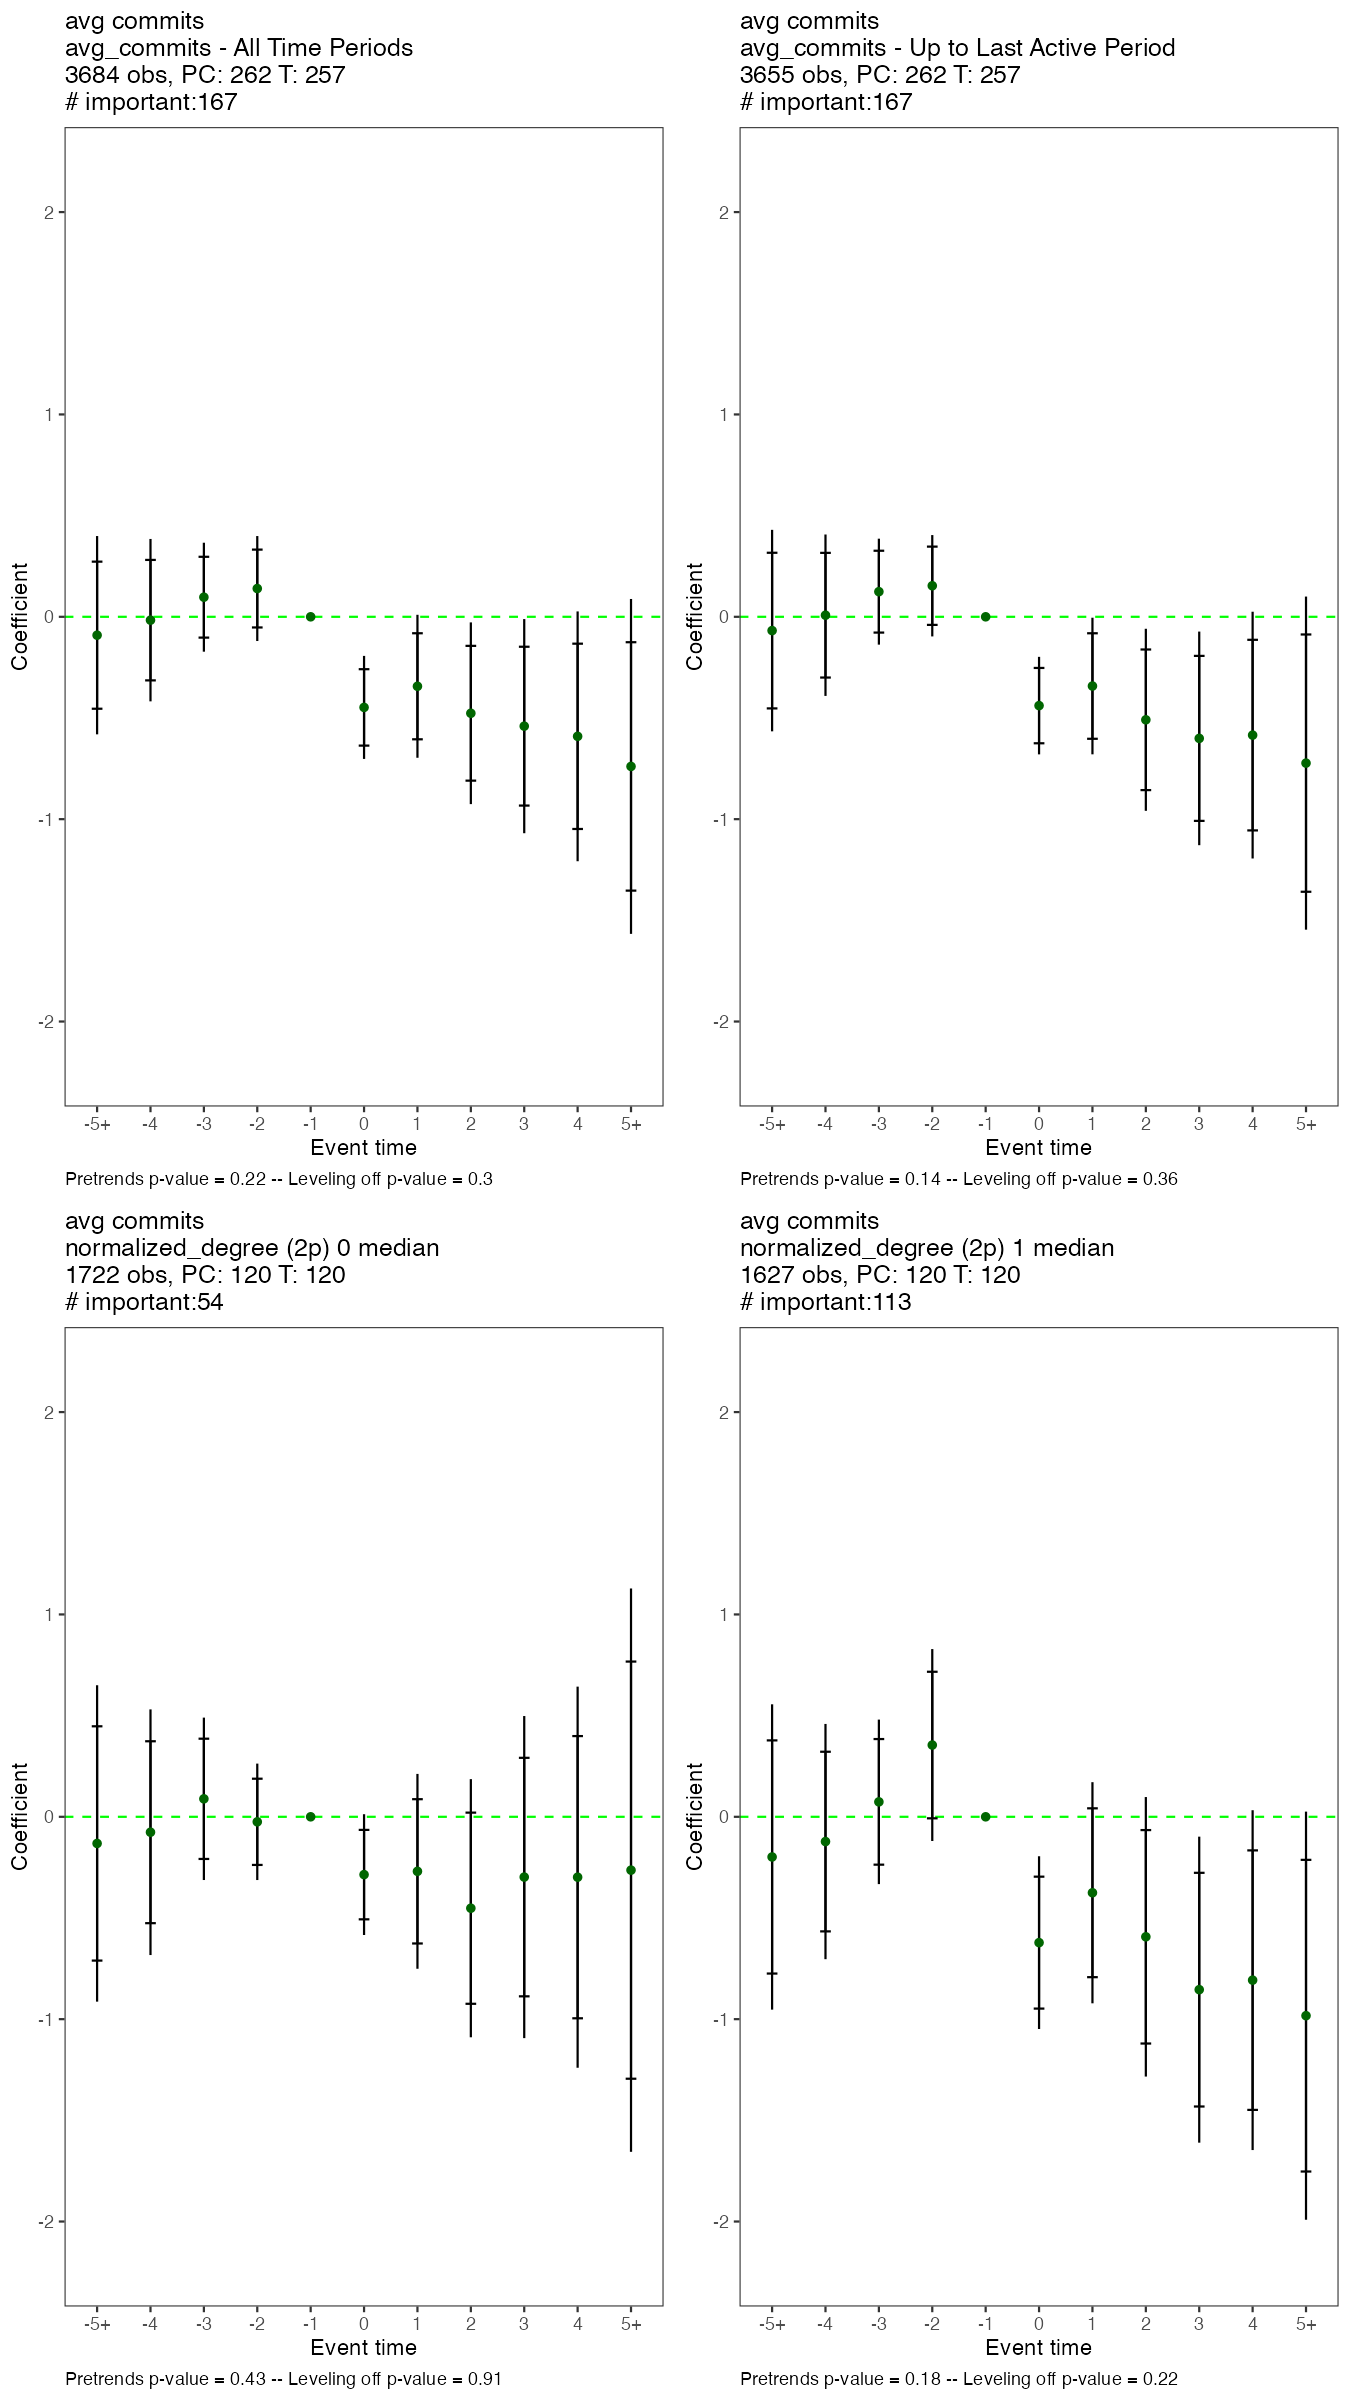 avg commits
avg_commits - All Time Periods
3684 obs, PC: 262 T: 257
# important:167
Coefficient
2
1
0
-1
-2
-5+ -4 -3 -2 -1 0 1 2 3 4 5+
Event time
Pretrends p-value = 0.22 -- Leveling off p-value = 0.3
avg commits
avg_commits - Up to Last Active Period
3655 obs, PC: 262 T: 257
# important:167
Coefficient
2
1
0
-1
-2
-5+ -4 -3 -2 -1 0 1 2 3 4 5+
Event time
Pretrends p-value = 0.14 -- Leveling off p-value = 0.36
avg commits
normalized_degree (2p) 0 median
1722 obs, PC: 120 T: 120
# important:54
Coefficient
2
1
0
-1
-2
-5+ -4 -3 -2 -1 0 1 2 3 4 5+
Event time
Pretrends p-value = 0.43 -- Leveling off p-value = 0.91
avg commits
normalized_degree (2p) 1 median
1627 obs, PC: 120 T: 120
# important:113
Coefficient
2
1
0
-1
-2
-5+ -4 -3 -2 -1 0 1 2 3 4 5+
Event time
Pretrends p-value = 0.18 -- Leveling off p-value = 0.22